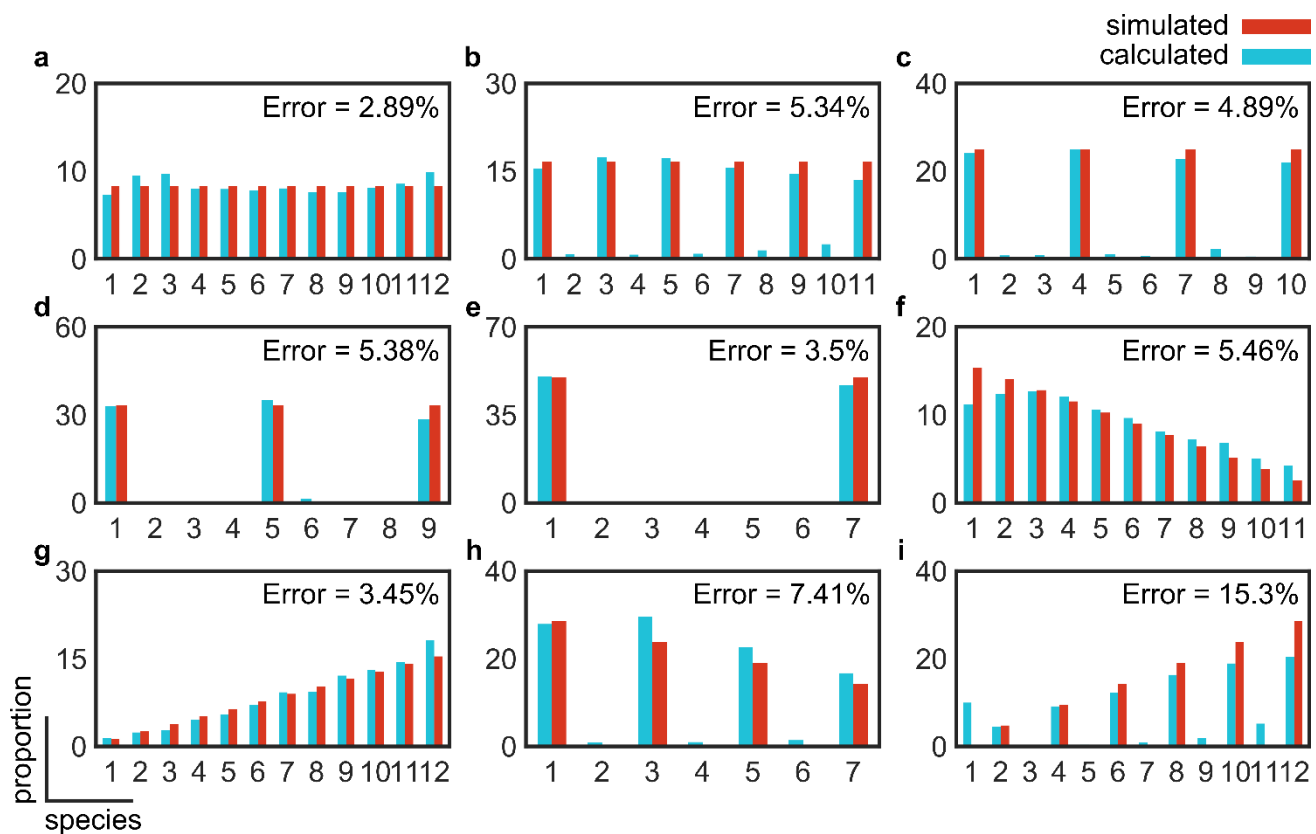 simulated
calculated
a
20
Error = 2.89%
10
0
1 2 3 4 5 6 7 8 9 10 11 12
b
30
Error = 5.34%
15
0
1 2 3 4 5 6 7 8 9 10 11
c
40
Error = 4.89%
20
0
1 2 3 4 5 6 7 8 9 10
d
60
Error = 5.38%
30
0
1 2 3 4 5 6 7 8 9
e
70
Error = 3.5%
35
0
1 2 3 4 5 6 7
f
20
Error = 5.46%
10
0
1 2 3 4 5 6 7 8 9 10 11
g
30
Error = 3.45%
15
0
1 2 3 4 5 6 7 8 9 10 11 12
h
40
Error = 7.41%
20
0
1 2 3 4 5 6 7
i
40
Error = 15.3%
20
0
1 2 3 4 5 6 7 8 9 10 11 12
proportion
species